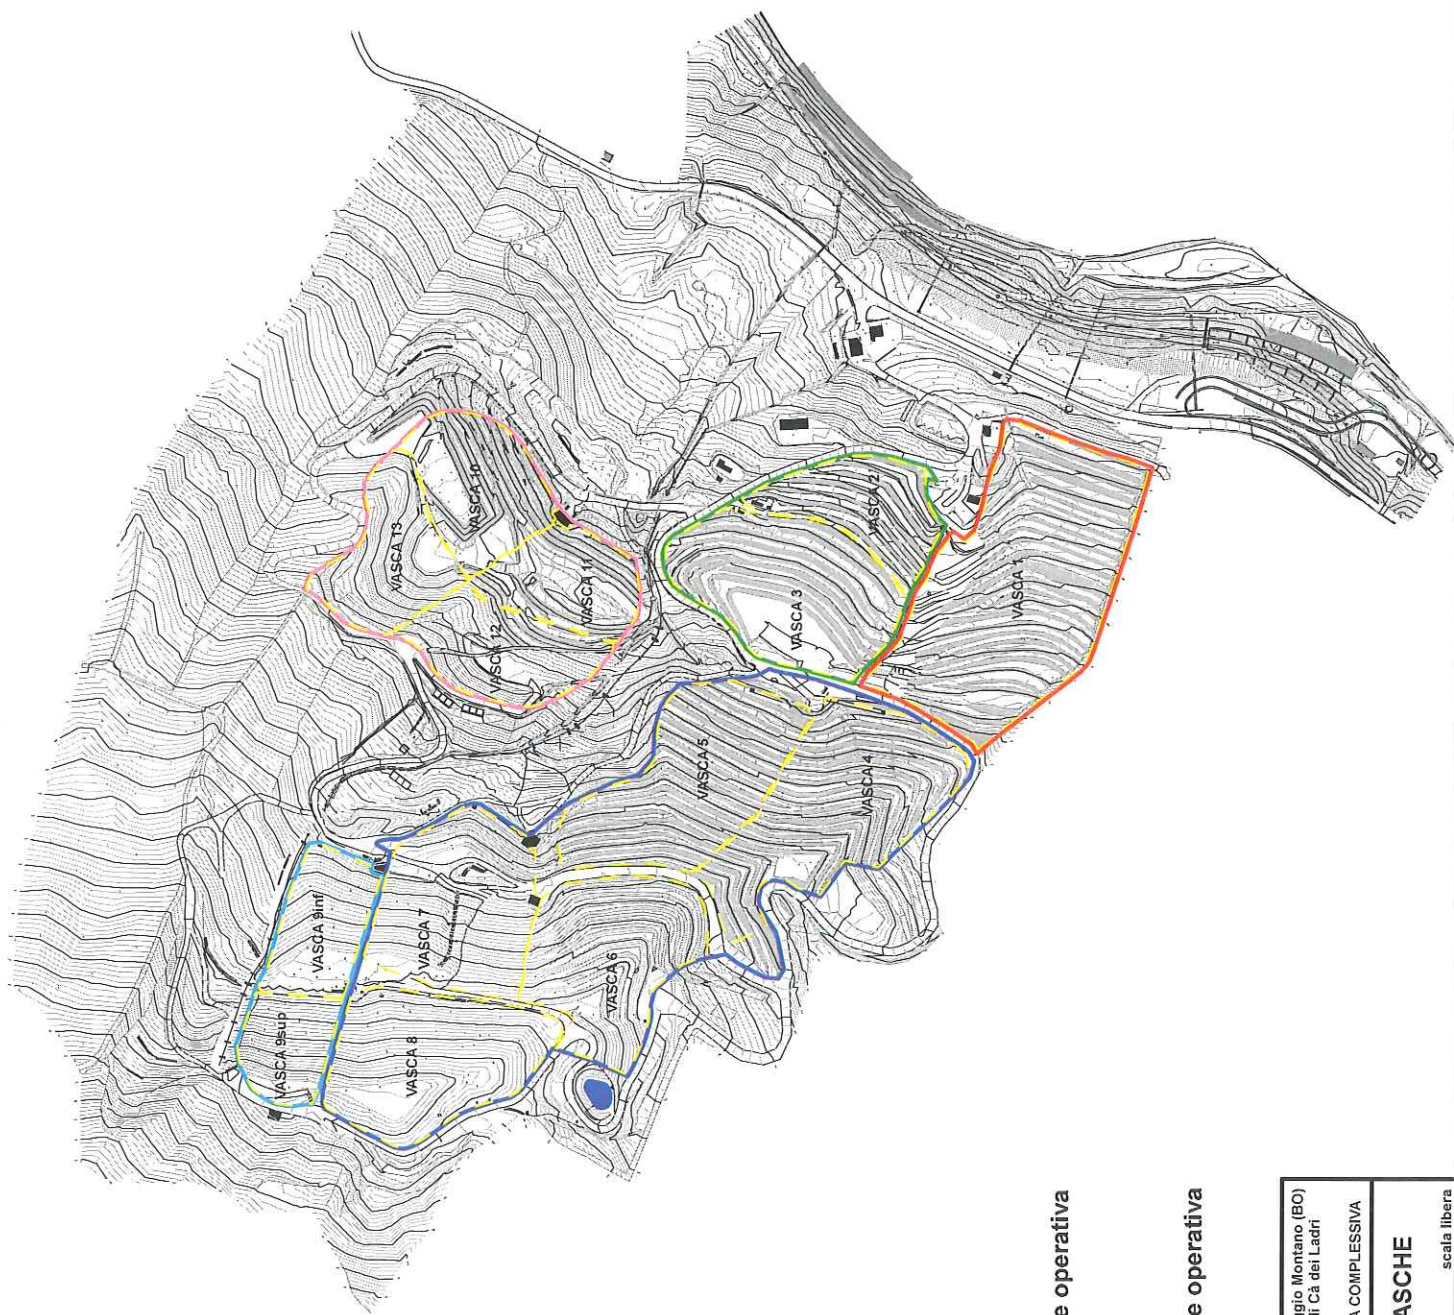 VASCA 13
VASCA 10
VASCA 12
VASCA 11
VASCA 2
VASCA 3
VASCA 1
VASCA 5
VASCA 4
VASCA 9inf
VASCA 7
VASCA 6
VASCA 9sup
VASCA 8
e operativa
e operativa
gio Montano (BO)
i Cà dei Ladri
A COMPLESSIVA
ASCHE
scala libera